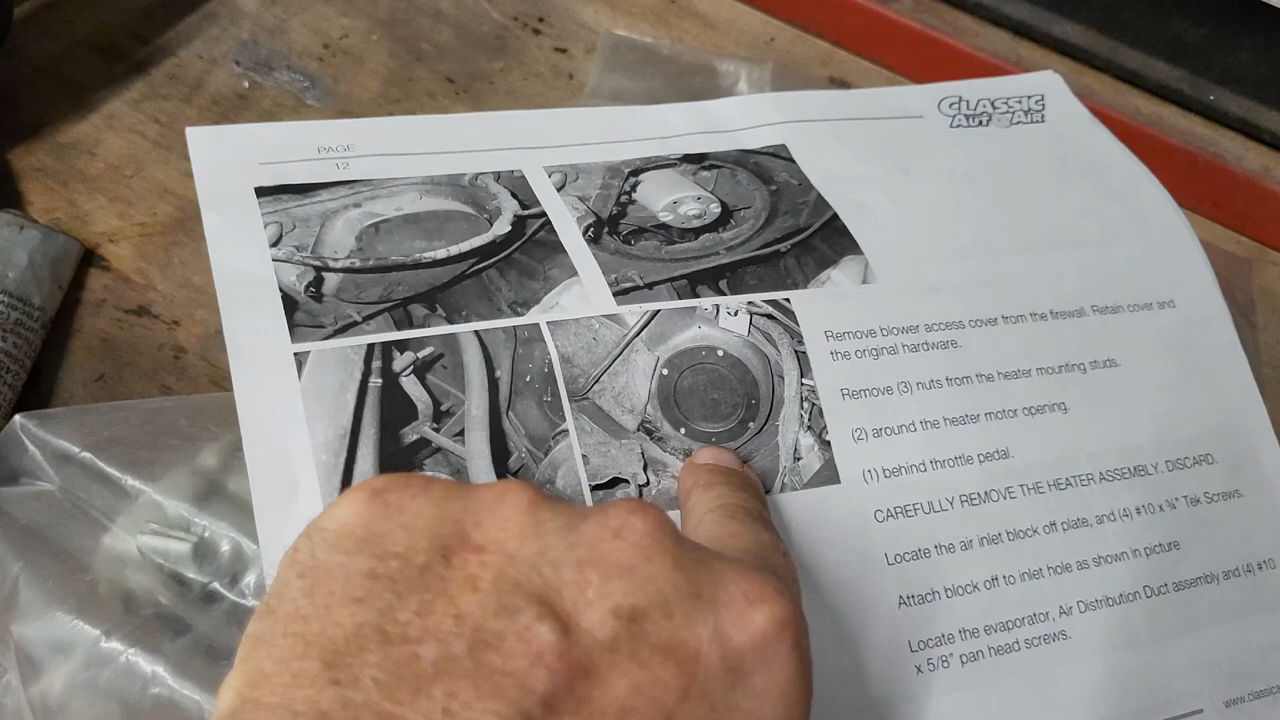 CLASSIC
AUTO AIR
PAGE
12
Remove blower access cover from the firewall. Retain cover and
the original hardware.
Remove (3) nuts from the heater mounting studs.
(2) around the heater motor opening.
(1) behind throttle pedal.
CAREFULLY REMOVE THE HEATER ASSEMBLY. DISCARD.
Locate the air inlet block off plate, and (4) #10 x ¾" Tek Screws.
Attach block off to inlet hole as shown in picture
Locate the evaporator, Air Distribution Duct assembly and (4) #10
x 5/8" pan head screws.
www.classica